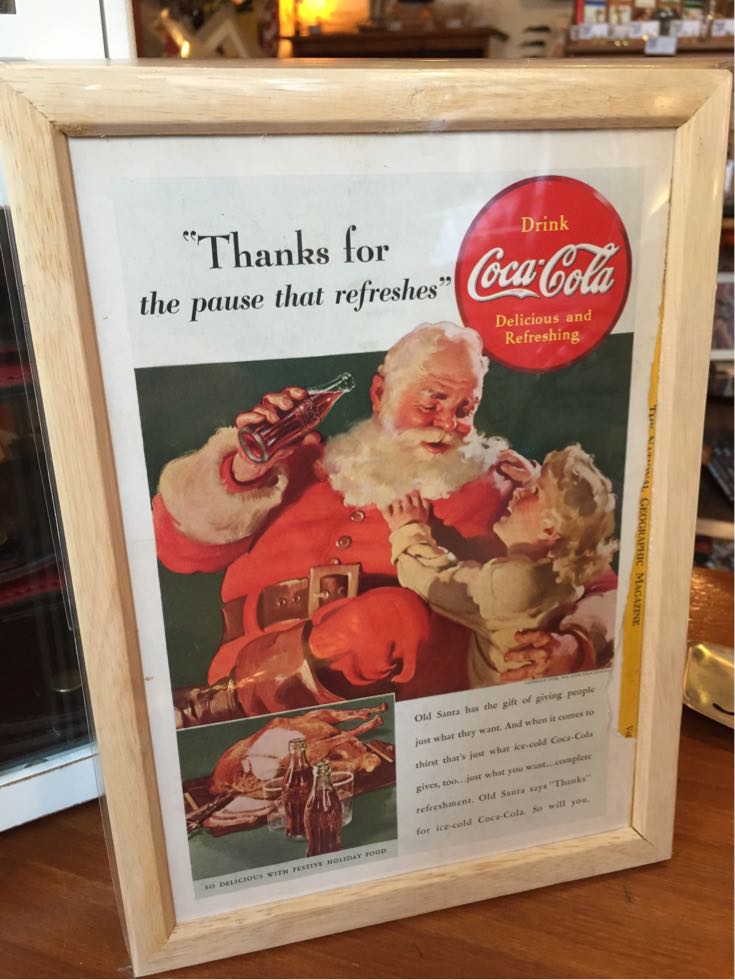 “Thanks for
the pause that refreshes”
Drink
Coca-Cola
Delicious and
Refreshing
THE NATIONAL GEOGRAPHIC MAGAZINE
Old Santa has the gift of giving people
just what they want. And when it comes to
thirst that's just what ice-cold Coca-Cola
gives, too...just what you want...complete
refreshment. Old Santa says "Thanks"
for ice-cold Coca-Cola. So will you.
SO DELICIOUS WITH FESTIVE HOLIDAY FOOD